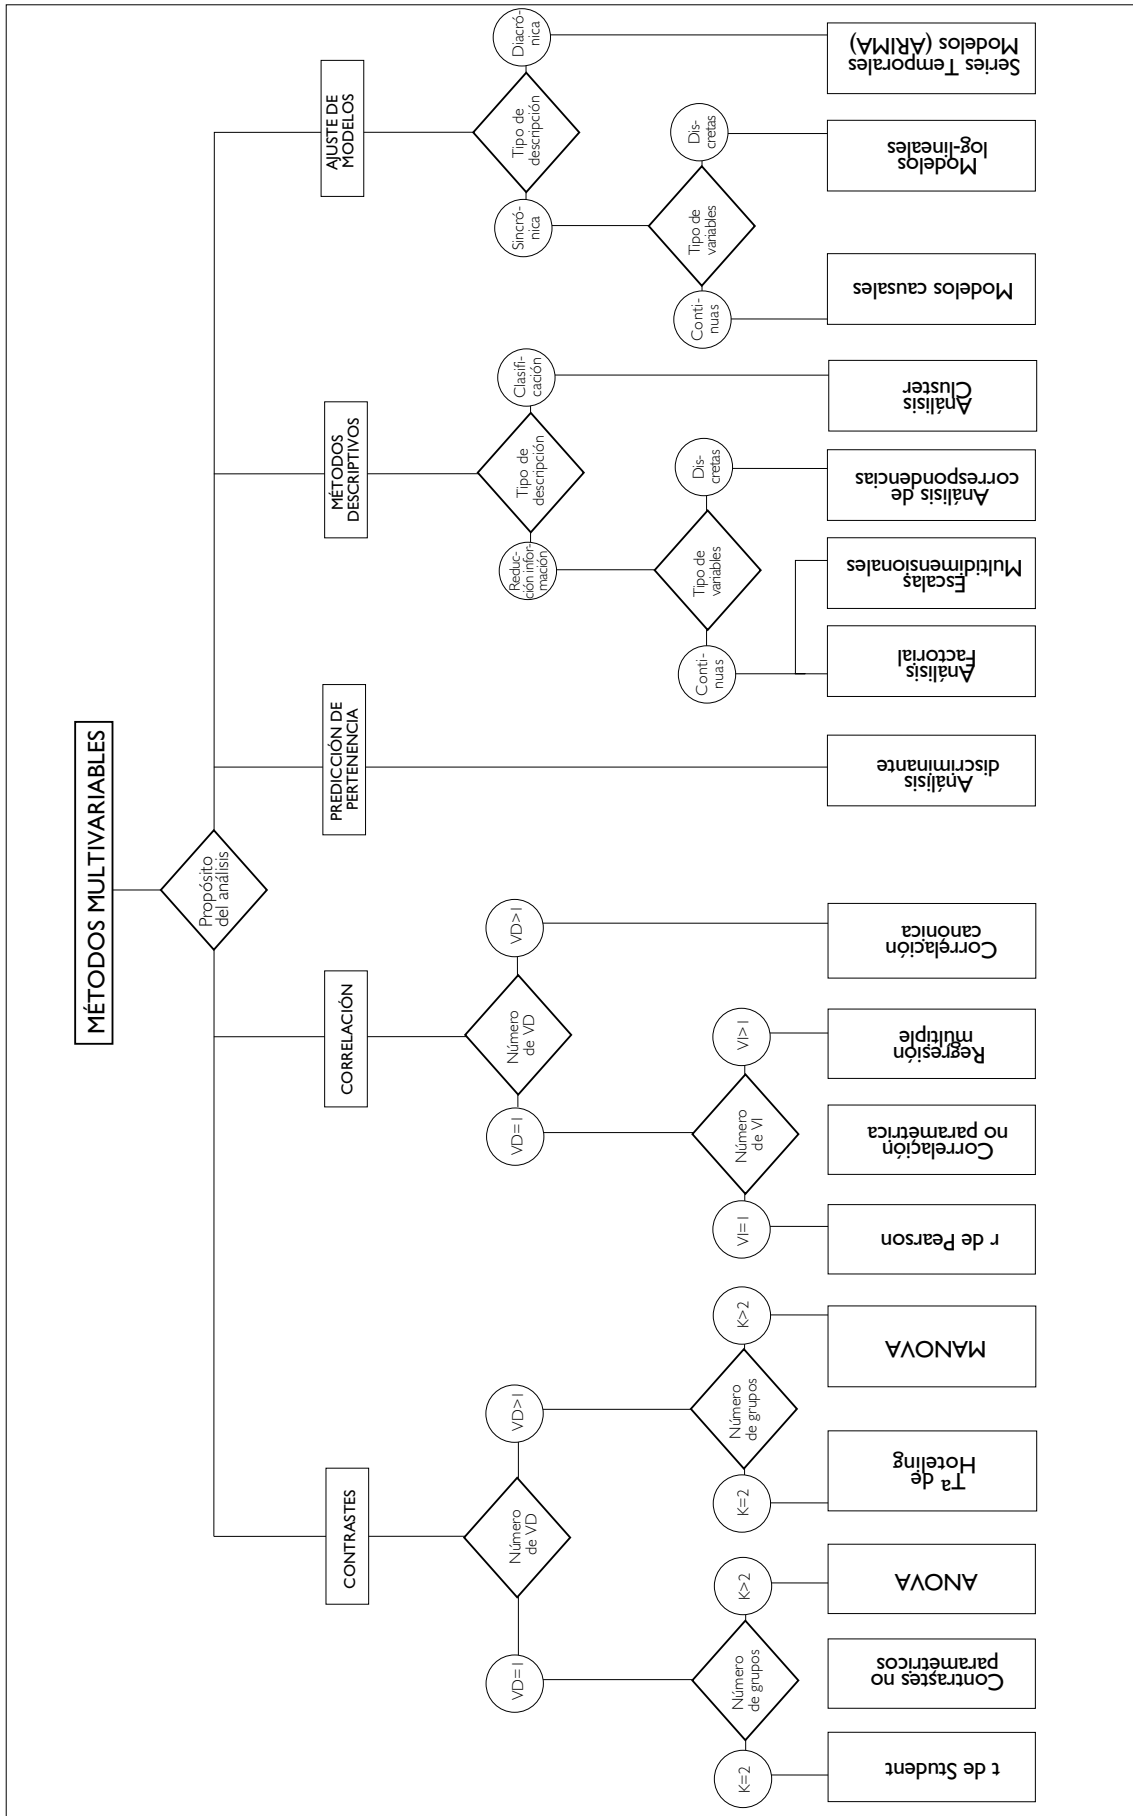 MÉTODOS MULTIVARIABLES
Propósito
del análisis
CONTRASTES
CORRELACIÓN
PREDICCIÓN DE
PERTENENCIA
MÉTODOS
DESCRIPTIVOS
AJUSTE DE
MODELOS
Número
de VD
VD=1
VD>1
Número
de VD
VD=1
VD>1
Tipo de
descripción
Reduc-
ción infor-
mación
Clasifi-
cación
Tipo de
descripción
Sincró-
nica
Diacró-
nica
Número
de grupos
K=2
K>2
Número
de grupos
K=2
K>2
Número
de VI
VI=1
VI>1
Tipo de
variables
Conti-
nuas
Dis-
cretas
Tipo de
variables
Conti-
nuas
Dis-
cretas
t de Student
Contrastes no
paramétricos
ANOVA
Tª de
Hoteling
MANOVA
r de Pearson
Correlación
no paramétrica
Regresión
múltiple
Correlación
canónica
Análisis
discriminante
Análisis
Factorial
Escalas
Multidimensionales
Análisis de
correspondencias
Análisis
Cluster
Modelos causales
Modelos
log-lineales
Series Temporales
Modelos (ARIMA)